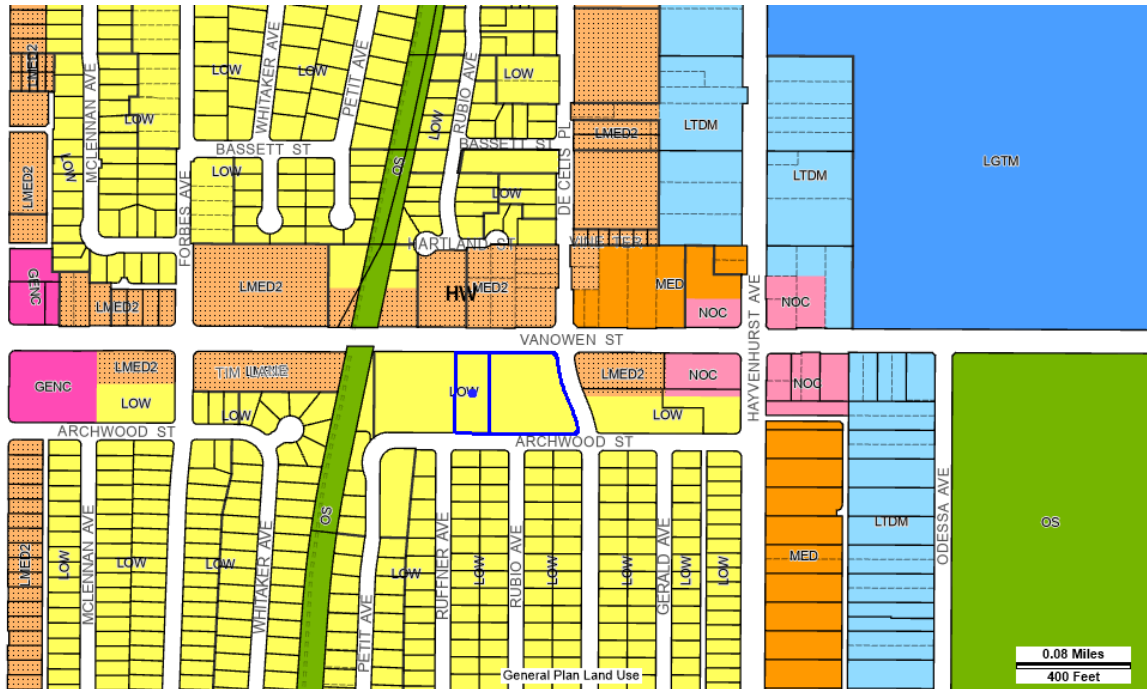 LMED2
MCLENNAN AVE
LOW
LOW
WHITAKER AVE
LOW
PETIT AVE
LOW
RUBIO AVE
LOW
LMED2
LTDM
LGTM
BASSETT ST
BASSETT ST
LMED2
LOW
FORBES AVE
LOW
OS
LOW
DE CELIS PL
LTDM
HARTLAND ST
VINE TER
GENC
LMED2
LMED2
HW
MED2
MED
NOC
HAYVENHURST AVE
NOC
VANOWEN ST
GENC
LMED2
LOW
LOW
LOW
LMED2
NOC
LOW
NOC
ARCHWOOD ST
ARCHWOOD ST
LMED2
LOW
MCLENNAN AVE
LOW
LOW
WHITAKER AVE
OS
PETIT AVE
LOW
RUFFNER AVE
LOW
RUBIO AVE
LOW
LOW
GERALD AVE
LOW
LOW
MED
LTDM
ODESSA AVE
OS
General Plan Land Use
0.08 Miles
400 Feet